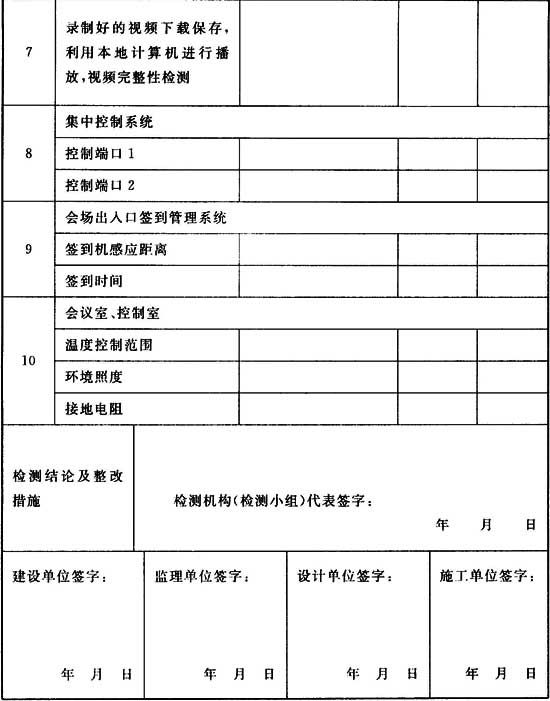 7
录制好的视频下载保存,
利用本地计算机进行播
放,视频完整性检测
8
集中控制系统
控制端口1
控制端口2
9
会场出入口签到管理系统
签到机感应距离
签到时间
10
会议室、控制室
温度控制范围
环境照度
接地电阻
检测结论及整改
措施
检测机构(检测小组)代表签字:
年 月 日
建设单位签字: 监理单位签字: 设计单位签字: 施工单位签字:
年 月 日 年 月 日 年 月 日 年 月 日